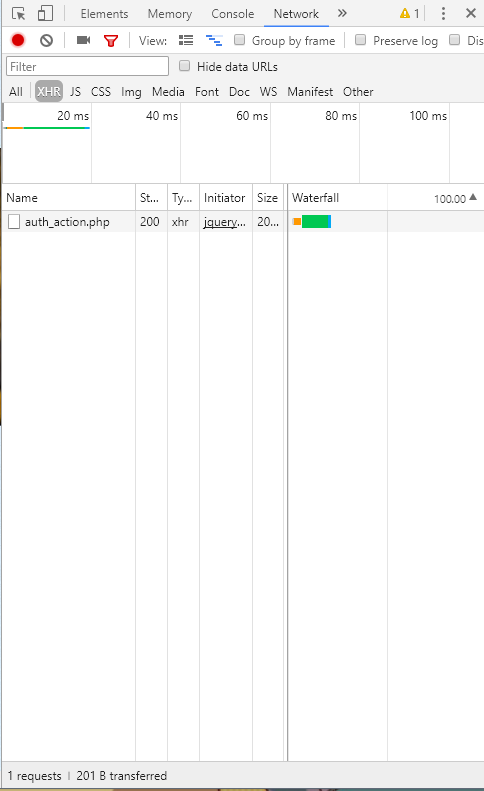 Elements Memory Console Network » 1
View: Group by frame Preserve log Dis
Filter Hide data URLs
All XHR JS CSS Img Media Font Doc WS Manifest Other
20 ms 40 ms 60 ms 80 ms 100 ms
Name St... Ty... Initiator Size Waterfall 100.00
auth_action.php 200 xhr jquery... 20...
1 requests | 201 B transferred